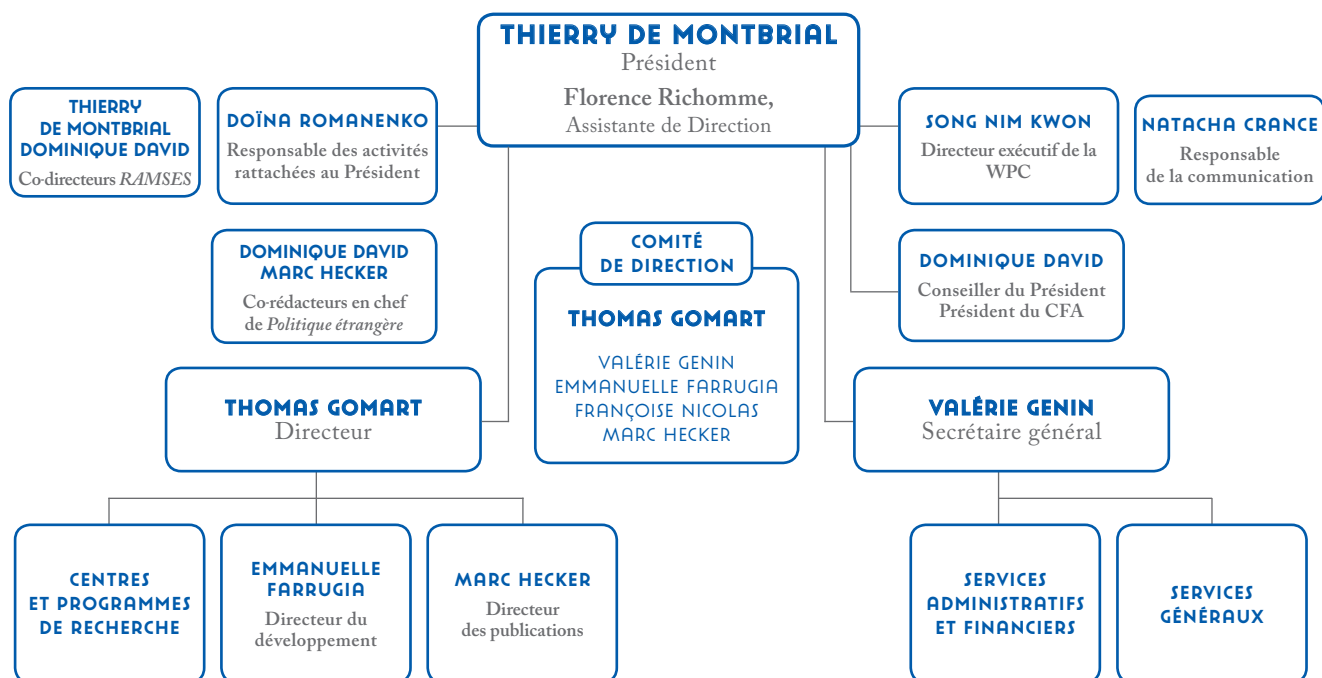 THIERRY DE MONTBRIAL
Président
Florence Richomme,
Assistante de Direction
THIERRY
DE MONTBRIAL
DOMINIQUE DAVID
Co-directeurs RAMSES
DOÏNA ROMANENKO
Responsable des activités
rattachées au Président
SONG NIM KWON
Directeur exécutif de la
WPC
NATACHA CRANCE
Responsable
de la communication
DOMINIQUE DAVID
MARC HECKER
Co-rédacteurs en chef
de Politique étrangère
COMITÉ
DE DIRECTION
THOMAS GOMART
VALÉRIE GENIN
EMMANUELLE FARRUGIA
FRANÇOISE NICOLAS
MARC HECKER
DOMINIQUE DAVID
Conseiller du Président
Président du CFA
THOMAS GOMART
Directeur
VALÉRIE GENIN
Secrétaire général
CENTRES
ET PROGRAMMES
DE RECHERCHE
EMMANUELLE
FARRUGIA
Directeur du
développement
MARC HECKER
Directeur
des publications
SERVICES
ADMINISTRATIFS
ET FINANCIERS
SERVICES
GÉNÉRAUX